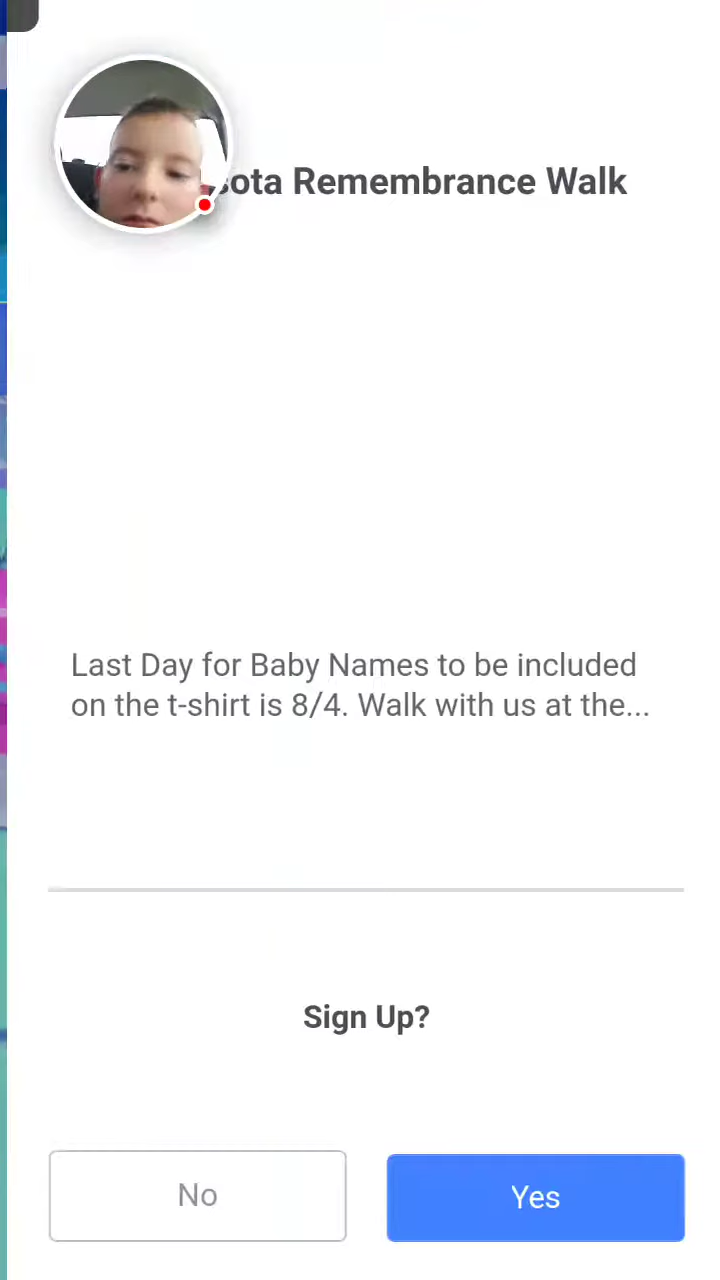 sota Remembrance Walk
Last Day for Baby Names to be included
on the t-shirt is 8/4. Walk with us at the...
Sign Up?
No
Yes